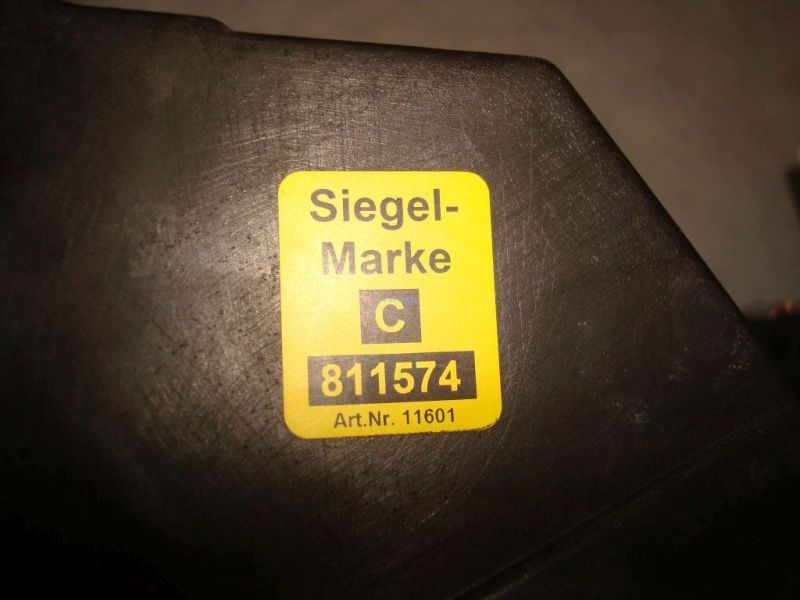 Siegel-
Marke
C
811574
Art.Nr. 11601